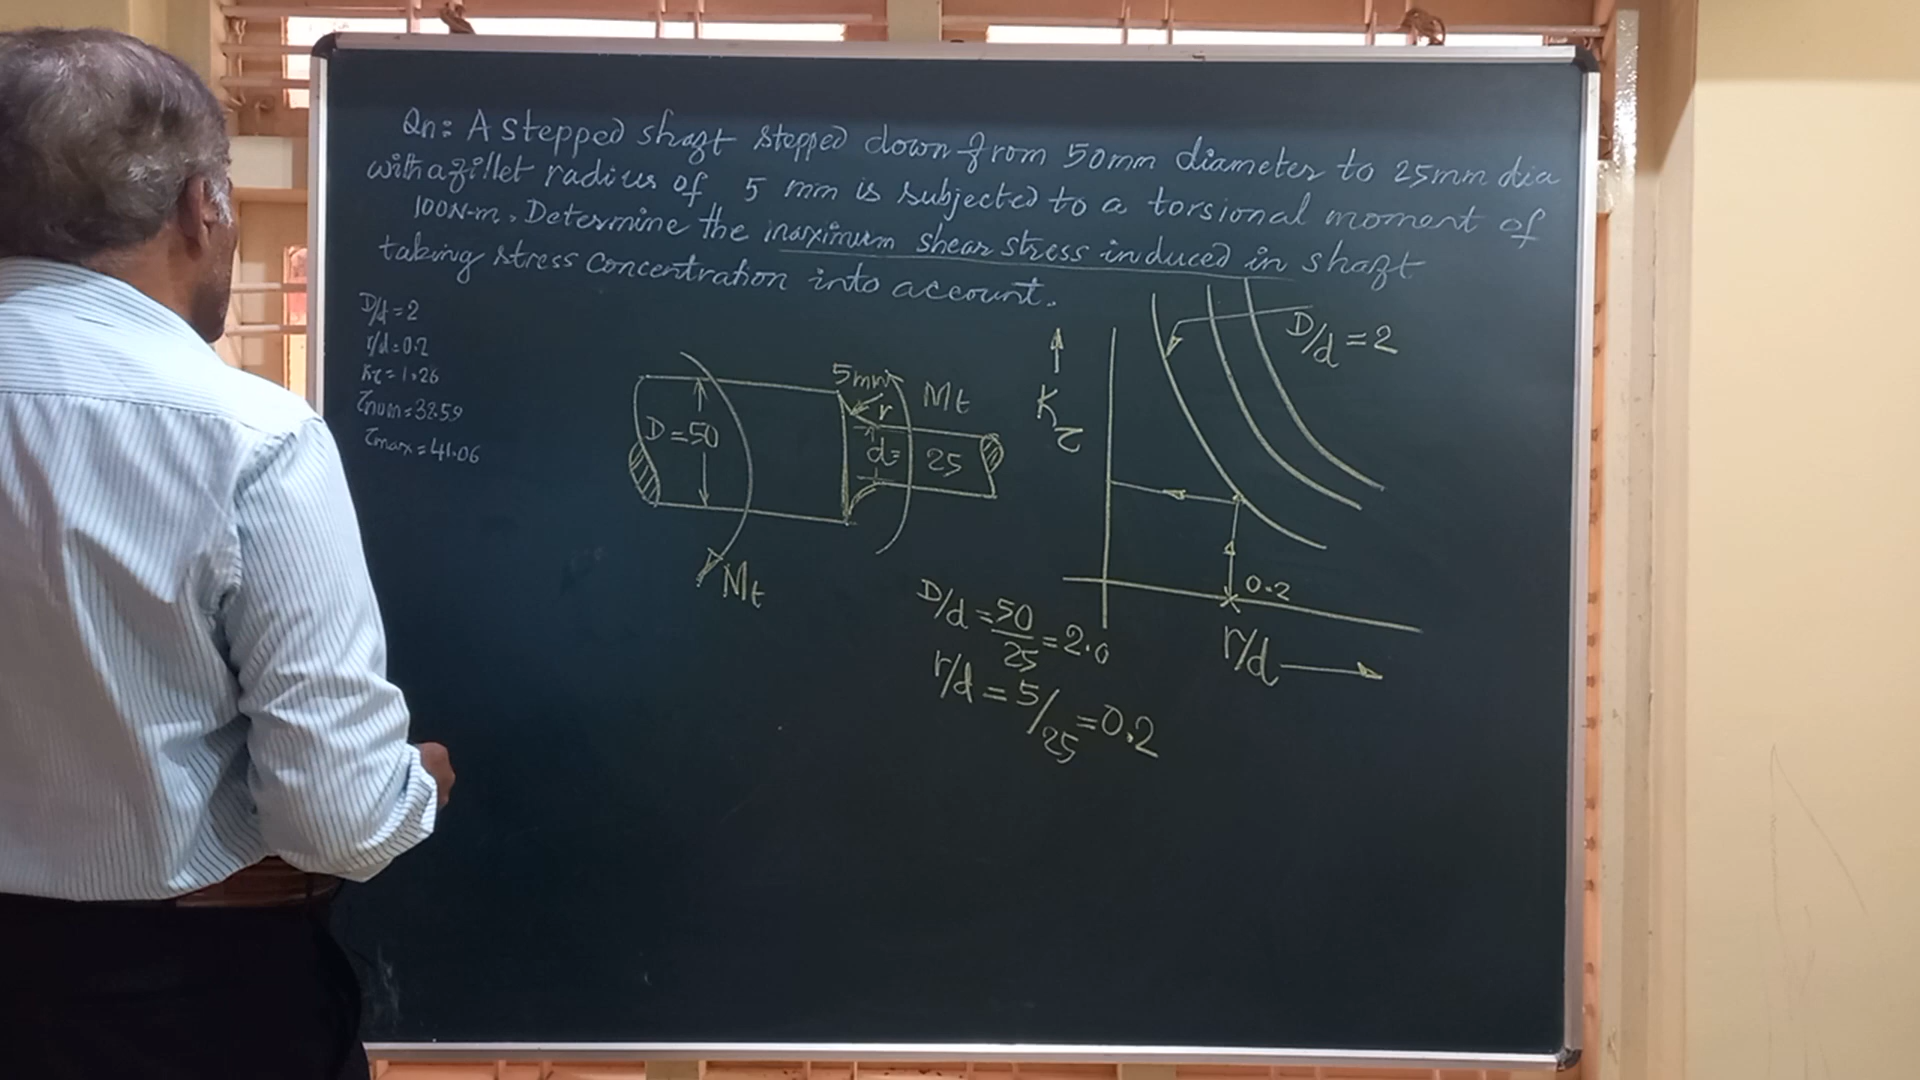 Qn: A stepped shaft stepped down from 50mm diameter to 25mm dia
with a fillet radius of 5 mm is subjected to a torsional moment of
100N-m. Determine the maximum shear stress induced in shaft
taking stress concentration into account.
D/d = 2
r/d = 0.2
Kτ = 1.26
τnom = 32.59
τmax = 41.06
D = 50
5mm
r
Mt
d = 25
Mt
Kτ
D/d = 2
0.2
r/d
D/d = 50/25 = 2.0
r/d = 5/25 = 0.2